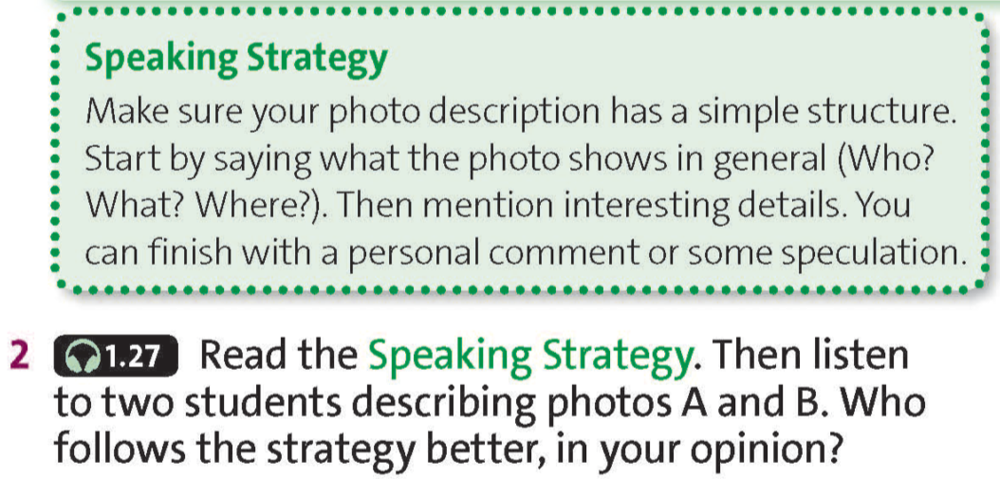 Speaking Strategy
Make sure your photo description has a simple structure.
Start by saying what the photo shows in general (Who?
What? Where?). Then mention interesting details. You
can finish with a personal comment or some speculation.
2 1.27 Read the Speaking Strategy. Then listen
to two students describing photos A and B. Who
follows the strategy better, in your opinion?